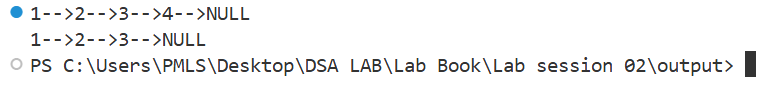 1-->2-->3-->4-->NULL
1-->2-->3-->NULL
PS C:\Users\PMLS\Desktop\DSA LAB\Lab Book\Lab session 02\output>